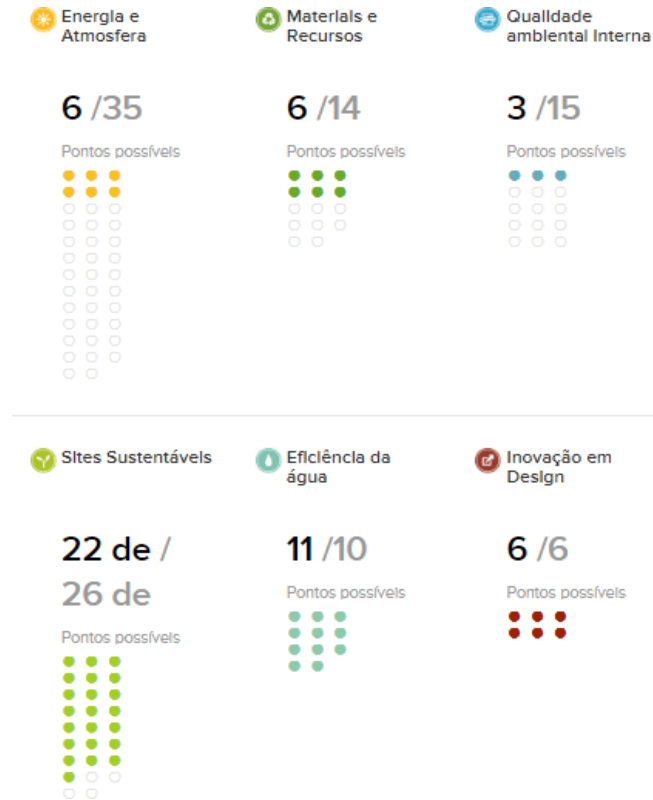 Energia e
Atmosfera
Materiais e
Recursos
Qualidade
ambiental Interna
6 /35
6 /14
3 /15
Pontos possíveis
Pontos possíveis
Pontos possíveis
Sites Sustentáveis
Eficiência da
água
Inovação em
Design
22 de /
26 de
11 /10
6 /6
Pontos possíveis
Pontos possíveis
Pontos possíveis